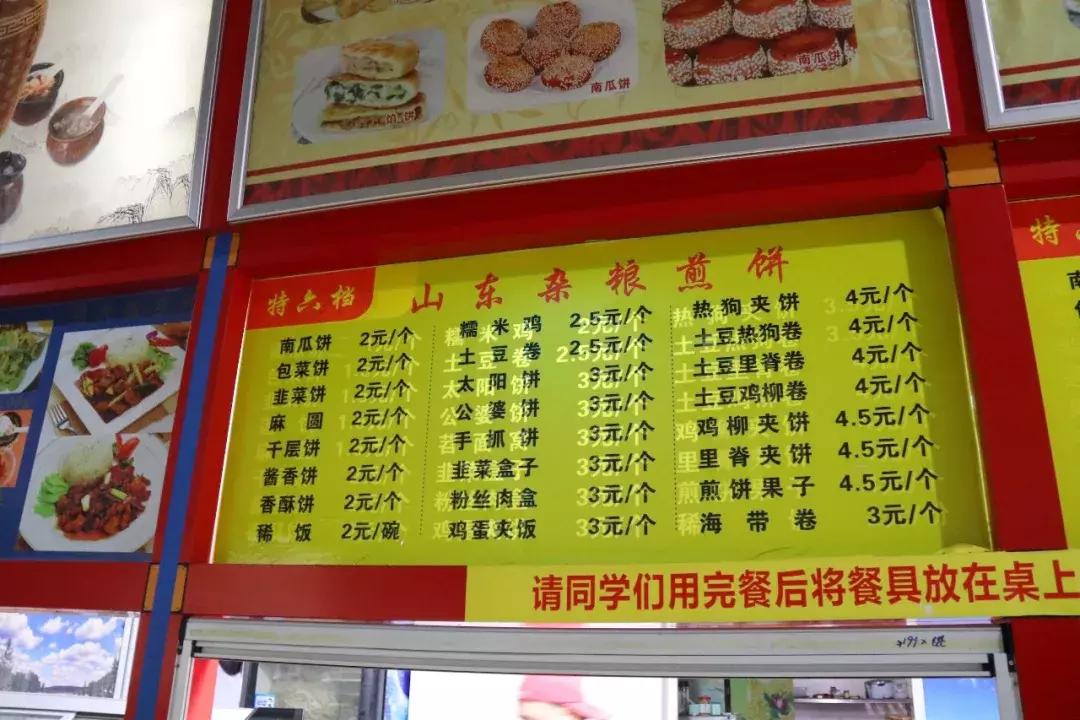 南瓜饼
南瓜饼
特六档
山东杂粮煎饼
南瓜饼 2元/个
包菜饼 2元/个
韭菜饼 2元/个
麻圆 2元/个
千层饼 2元/个
酱香饼 2元/个
香酥饼 2元/个
稀饭 2元/碗
糯米鸡 2.5元/个
土豆卷 2.5元/个
太阳饼 3元/个
公婆饼 3元/个
手抓饼 3元/个
韭菜盒子 3元/个
粉丝肉盒 3元/个
鸡蛋夹饭 3元/个
热狗夹饼 4元/个
土豆热狗卷 4元/个
土豆里脊卷 4元/个
土豆鸡柳卷 4元/个
鸡柳夹饼 4.5元/个
里脊夹饼 4.5元/个
煎饼果子 4.5元/个
海带卷 3元/个
特
请同学们用完餐后将餐具放在桌上